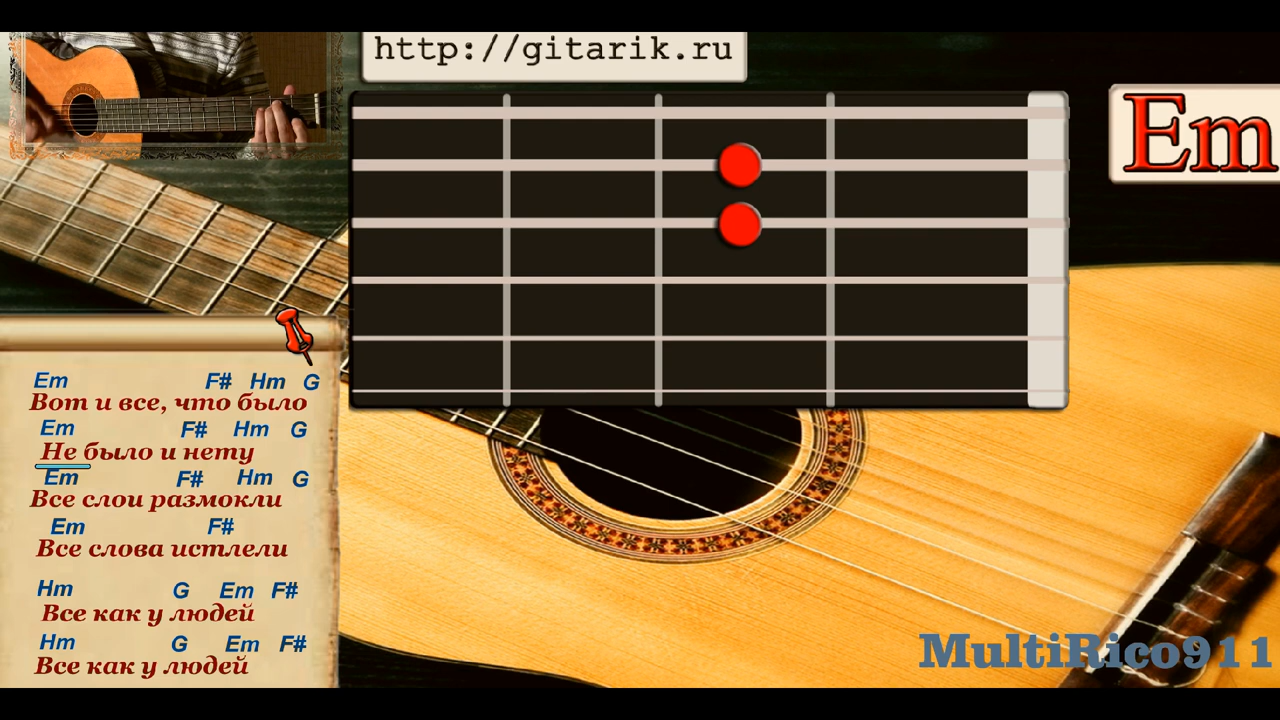 http://gitarik.ru
Em
Em F# Hm G
Вот и все, что было
Em F# Hm G
Не было и нету
Em F# Hm G
Все слои размокли
Em F#
Все слова истлели
Hm G Em F#
Все как у людей
Hm G Em F#
Все как у людей
MultiRico911